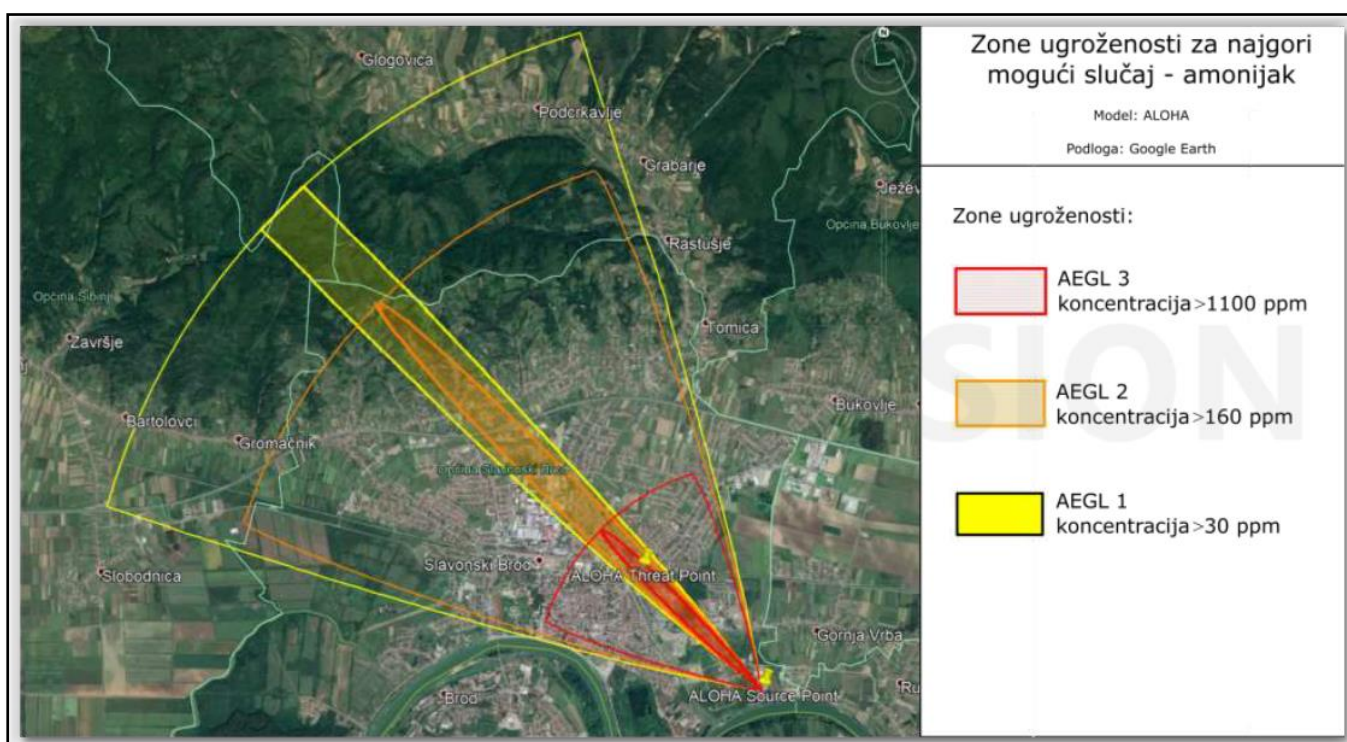 Zone ugroženosti za najgori
mogući slučaj - amonijak
Model: ALOHA
Podloga: Google Earth
Zone ugroženosti:
AEGL 3
koncentracija>1100 ppm
AEGL 2
koncentracija>160 ppm
AEGL 1
koncentracija>30 ppm
SION
N
Glogovica
Podcrkavlje
Grabarje
Ježev
Općina Bukovlje
Rastušje
Općina Sibinj
Tomica
Završje
Bukovlje
Bartolovci
Gromačnik
Općina Slavonski Brod
Slavonski Brod
ALOHA Threat Point
Slobodnica
Gornja Vrba
ALOHA Source Point
Brod
Ru